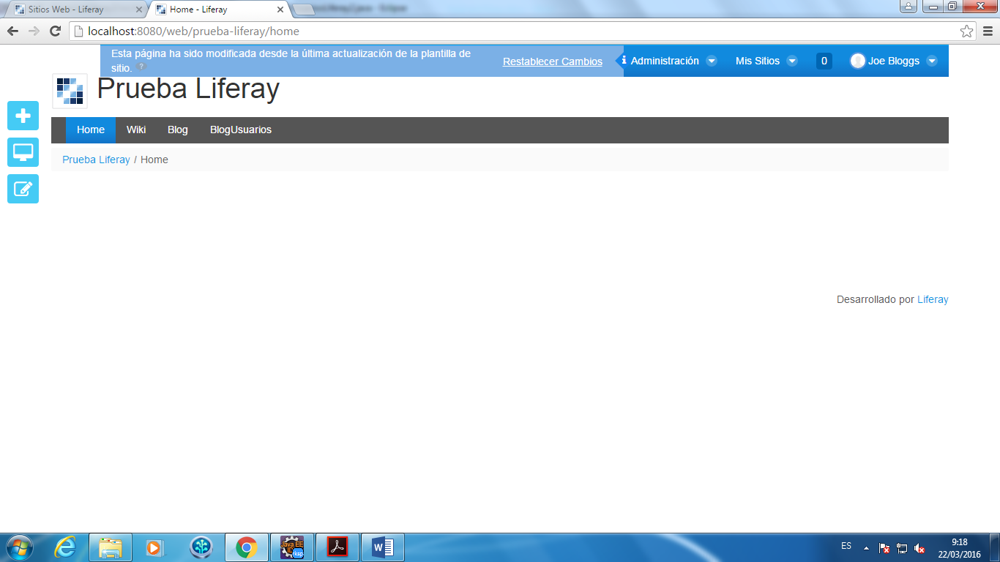 Sitios Web - Liferay
Home - Liferay
localhost:8080/web/prueba-liferay/home
Esta página ha sido modificada desde la última actualización de la plantilla de
sitio. ?
Restablecer Cambios
Administración
Mis Sitios
0
Joe Bloggs
Prueba Liferay
Home
Wiki
Blog
BlogUsuarios
Prueba Liferay / Home
Desarrollado por Liferay
Java EE
ES
9:18
22/03/2016